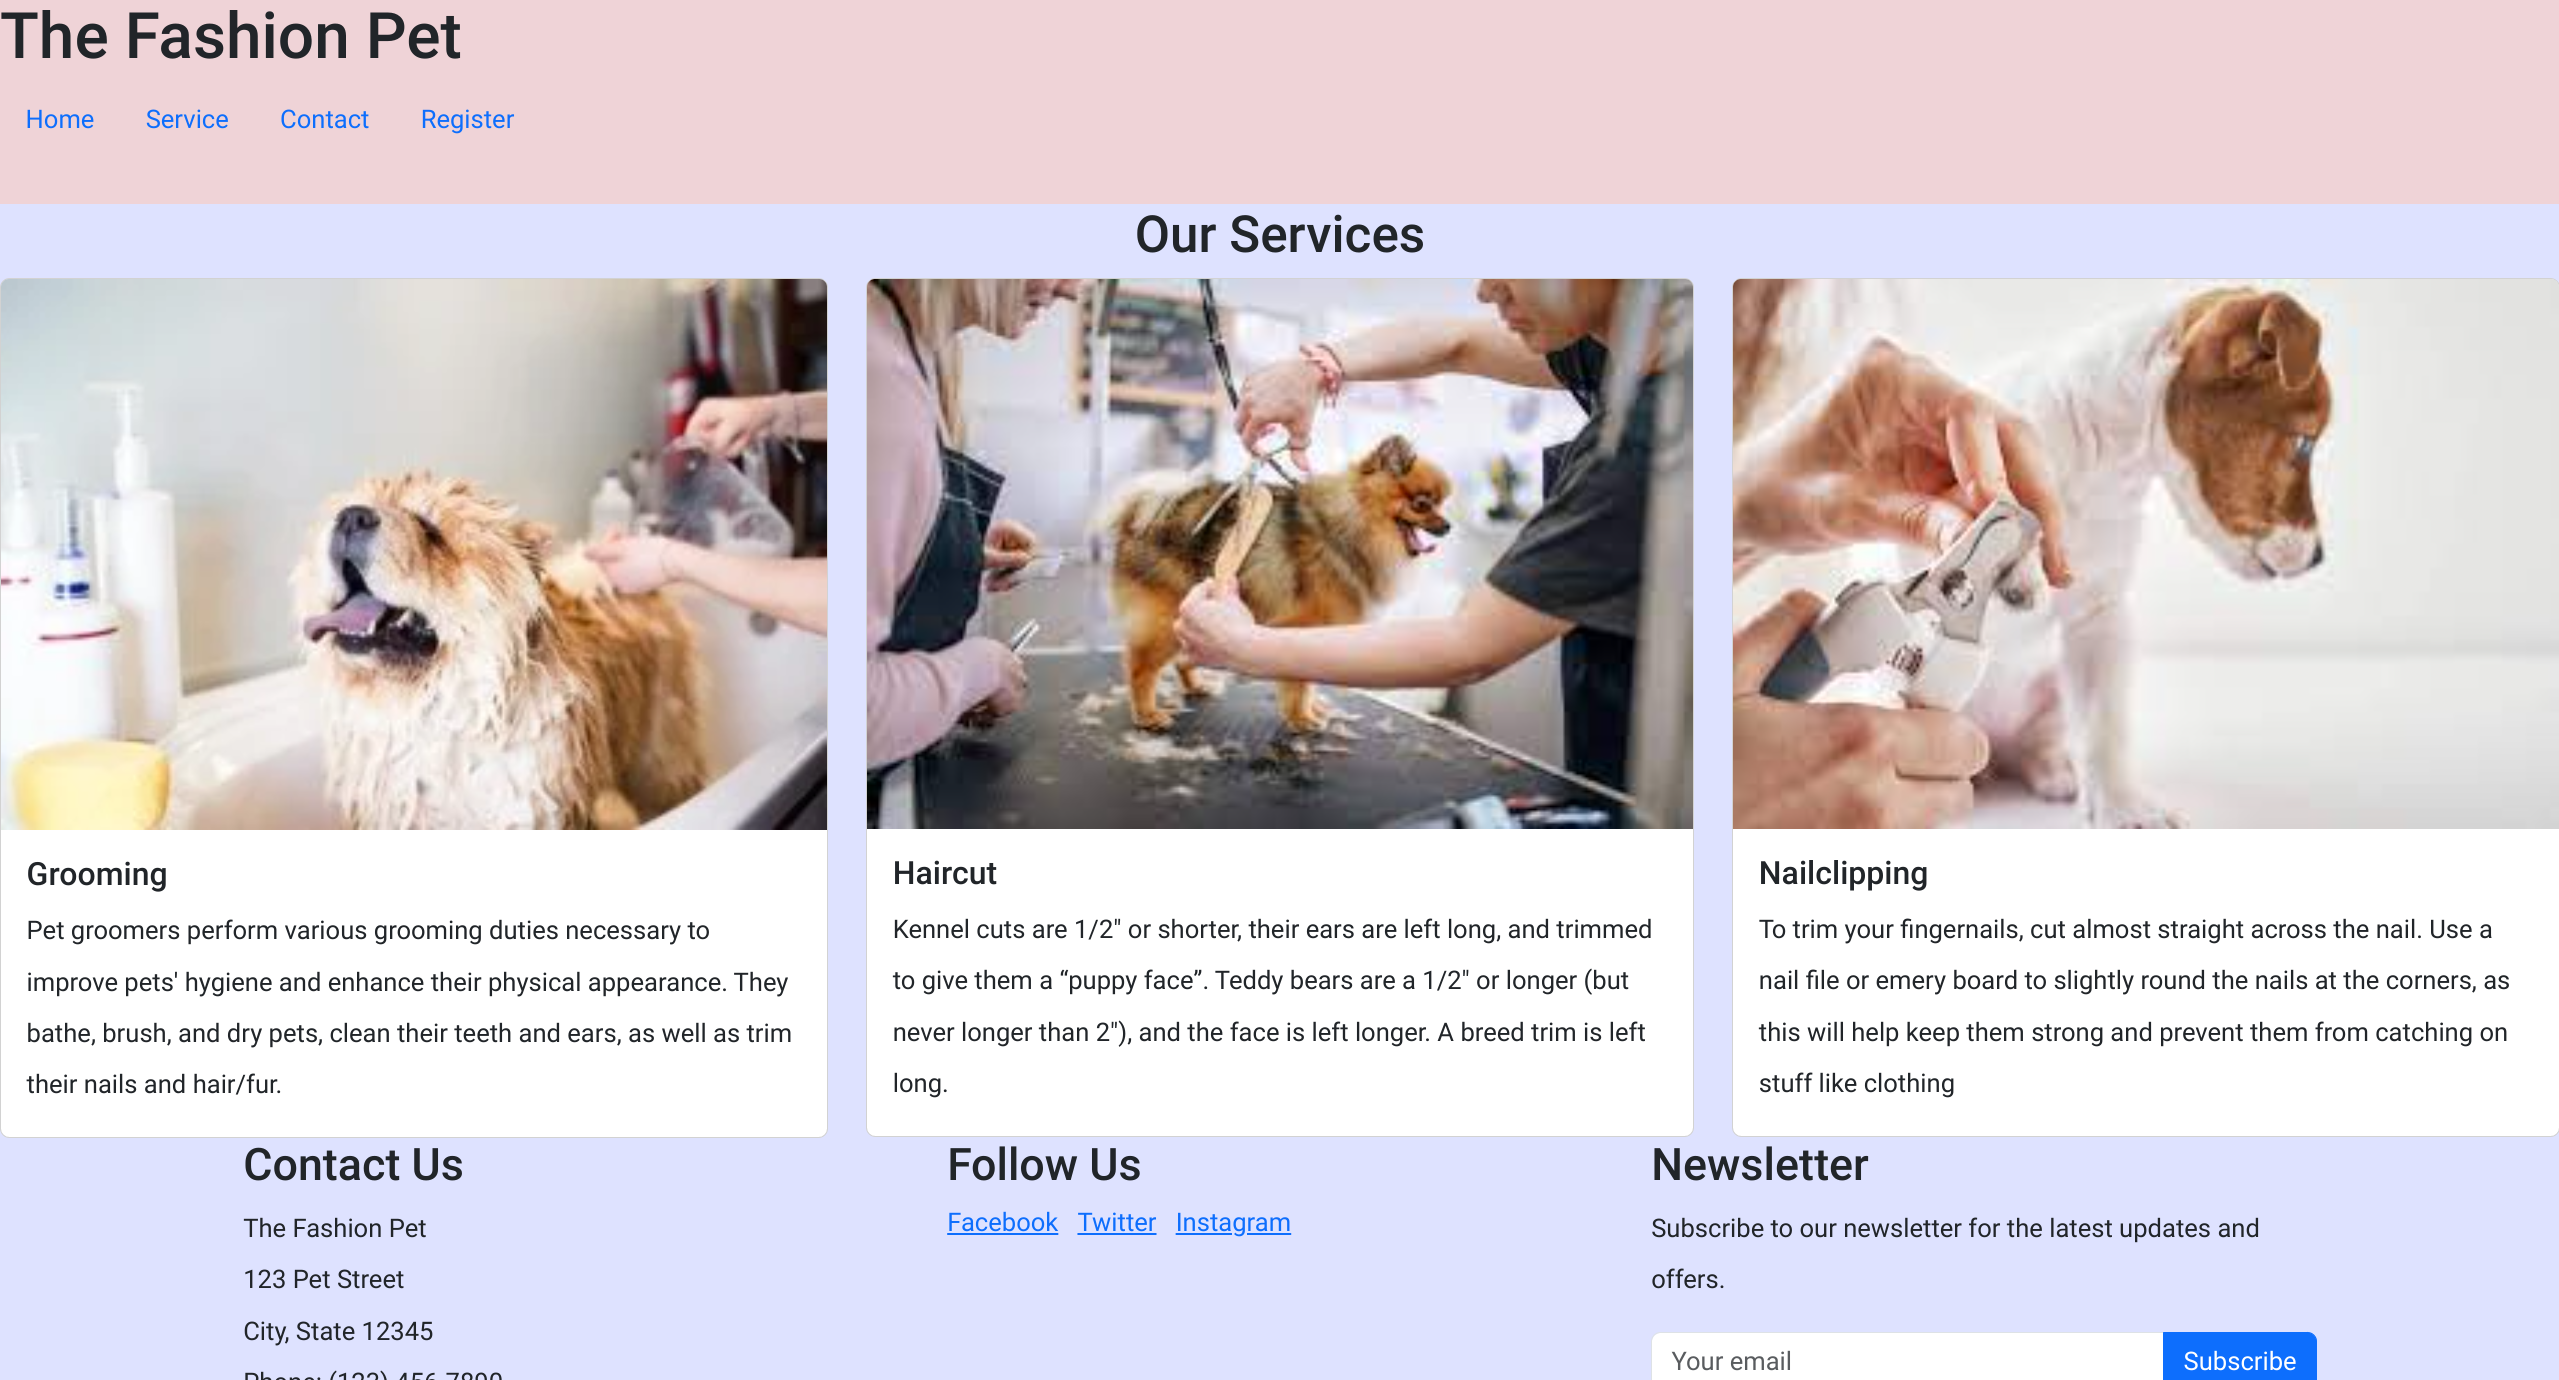 The Fashion Pet
Home Service Contact Register
Our Services
Grooming
Pet groomers perform various grooming duties necessary to
improve pets' hygiene and enhance their physical appearance. They
bathe, brush, and dry pets, clean their teeth and ears, as well as trim
their nails and hair/fur.
Haircut
Kennel cuts are 1/2" or shorter, their ears are left long, and trimmed
to give them a “puppy face”. Teddy bears are a 1/2" or longer (but
never longer than 2"), and the face is left longer. A breed trim is left
long.
Nailclipping
To trim your fingernails, cut almost straight across the nail. Use a
nail file or emery board to slightly round the nails at the corners, as
this will help keep them strong and prevent them from catching on
stuff like clothing
Contact Us
The Fashion Pet
123 Pet Street
City, State 12345
Phone: (123) 456-7890
Follow Us
Facebook Twitter Instagram
Newsletter
Subscribe to our newsletter for the latest updates and
offers.
Your email
Subscribe